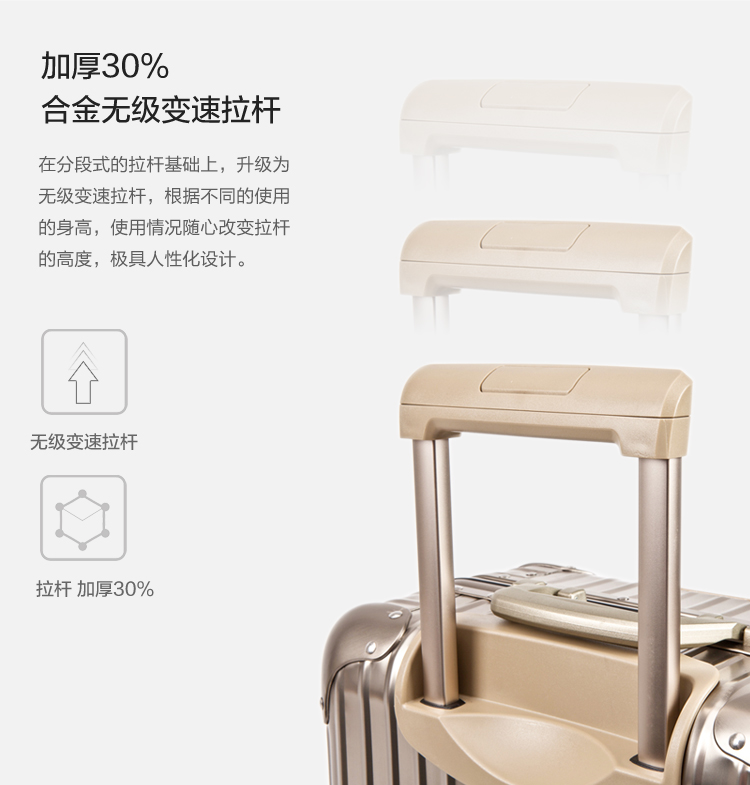 加厚30%
合金无级变速拉杆
在分段式的拉杆基础上，升级为
无级变速拉杆，根据不同的使用
的身高，使用情况随心改变拉杆
的高度，极具人性化设计。
无级变速拉杆
拉杆 加厚30%